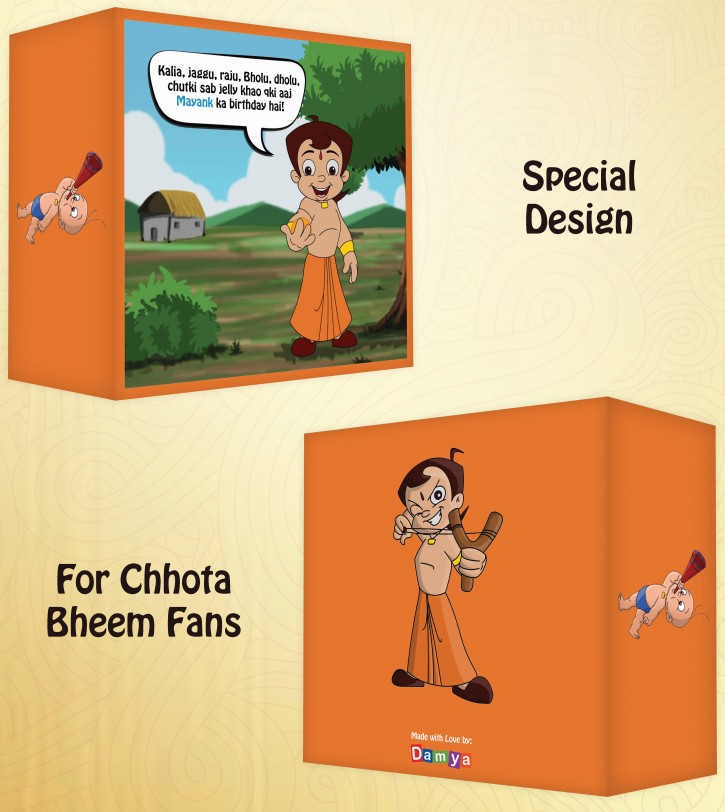 Kalia, jaggu, raju, Bholu, dholu,
chutki sab jelly khao qki aaj
Mayank ka birthday hai!
Special
Design
For Chhota
Bheem Fans
Made with Love by:
Damya